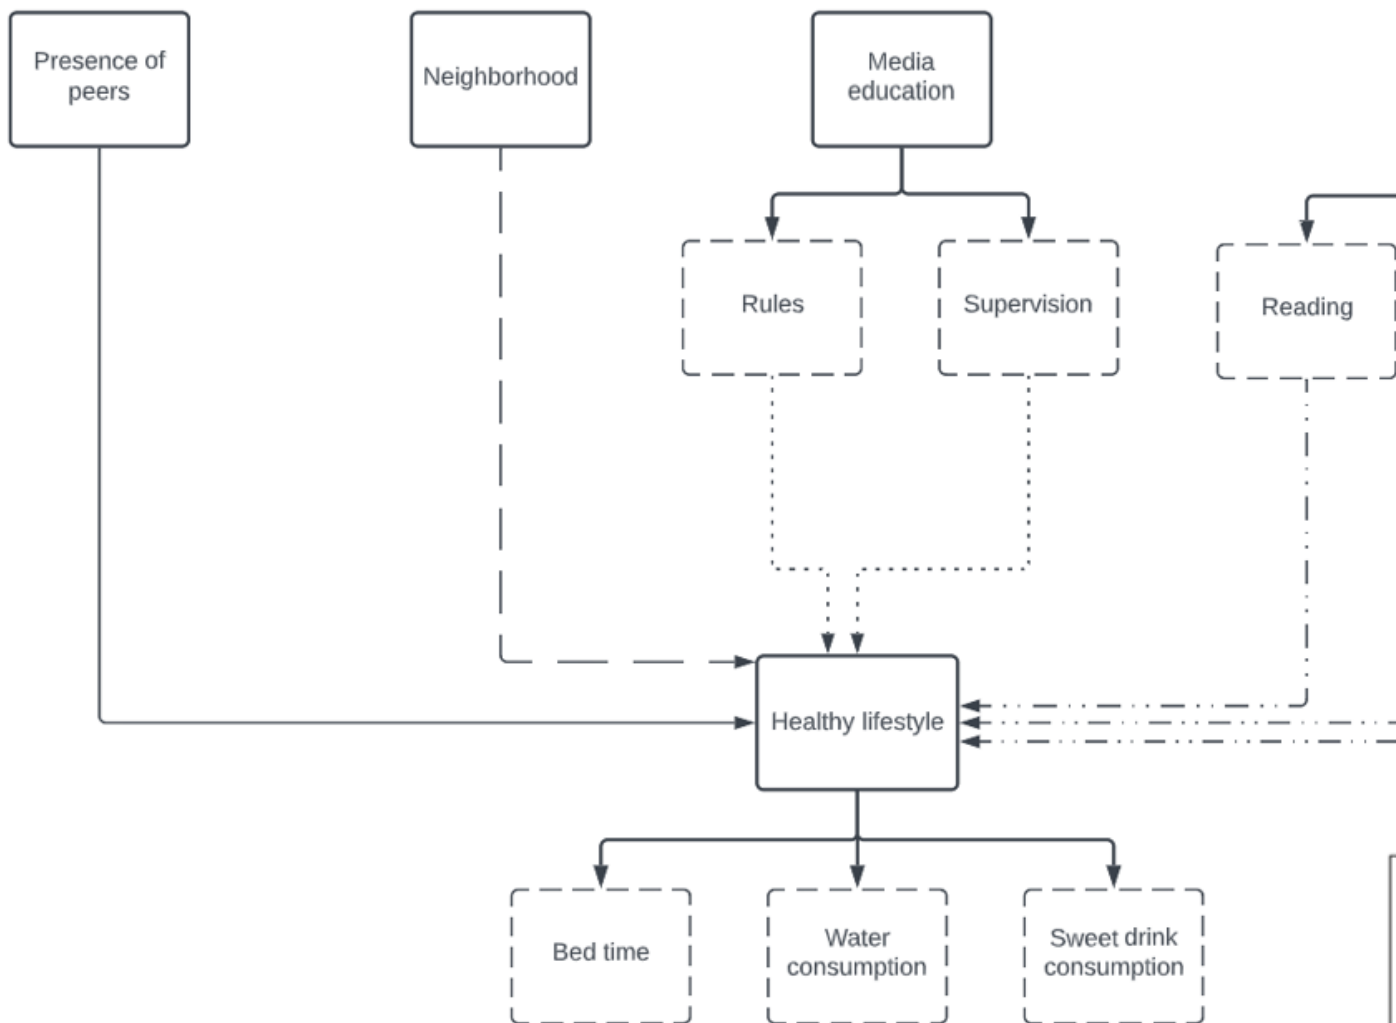 Presence of
peers
Neighborhood
Media
education
Rules
Supervision
Reading
Healthy lifestyle
Bed time
Water
consumption
Sweet drink
consumption